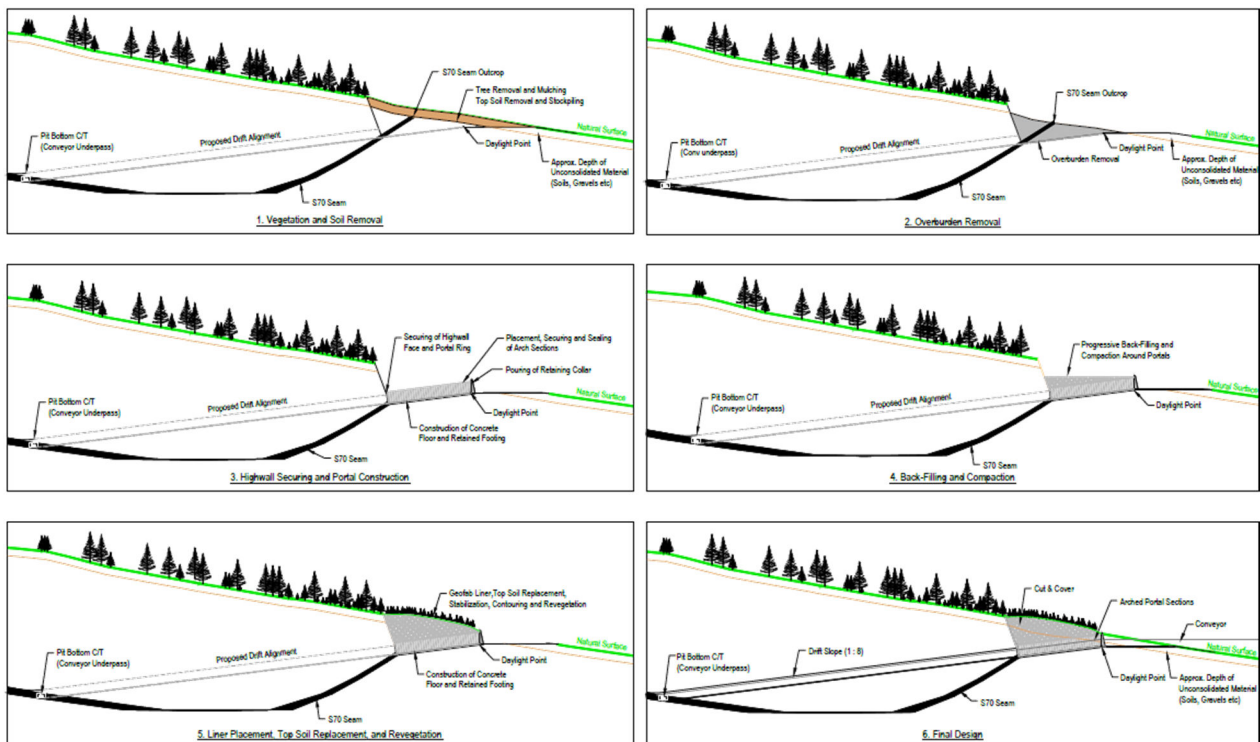 S70 Seam Outcrop
Tree Removal and Mulching
Top Soil Removal and Stockpiling
Natural Surface
Pit Bottom C/T
(Conveyor Underpass)
Proposed Drift Alignment
Daylight Point
Approx. Depth of
Unconsolidated Material
(Soils, Gravels etc)
S70 Seam
1. Vegetation and Soil Removal
S70 Seam Outcrop
Natural Surface
Pit Bottom C/T
(Conv underpass)
Proposed Drift Alignment
Daylight Point
Overburden Removal
Approx. Depth of
Unconsolidated Material
(Soils, Gravels etc)
S70 Seam
2. Overburden Removal
Securing of Highwall
Face and Portal Ring
Placement, Securing and Sealing
of Arch Sections
Pouring of Retaining Collar
Natural Surface
Pit Bottom C/T
(Conveyor Underpass)
Proposed Drift Alignment
Daylight Point
Construction of Concrete
Floor and Retained Footing
S70 Seam
3. Highwall Securing and Portal Construction
Progressive Back-Filling and
Compaction Around Portals
Natural Surface
Pit Bottom C/T
(Conveyor Underpass)
Proposed Drift Alignment
Daylight Point
S70 Seam
4. Back-Filling and Compaction
Geofab Liner,Top Soil Replacement,
Stabilization, Contouring and Revegetation
Natural Surface
Pit Bottom C/T
(Conveyor Underpass)
Proposed Drift Alignment
Daylight Point
Construction of Concrete
Floor and Retained Footing
S70 Seam
5. Liner Placement, Top Soil Replacement, and Revegetation
Cut & Cover
Arched Portal Sections
Conveyor
Natural Surface
Pit Bottom C/T
(Conveyor Underpass)
Drift Slope (1 : 8)
Daylight Point
Approx. Depth of
Unconsolidated Material
(Soils, Gravels etc)
S70 Seam
6. Final Design